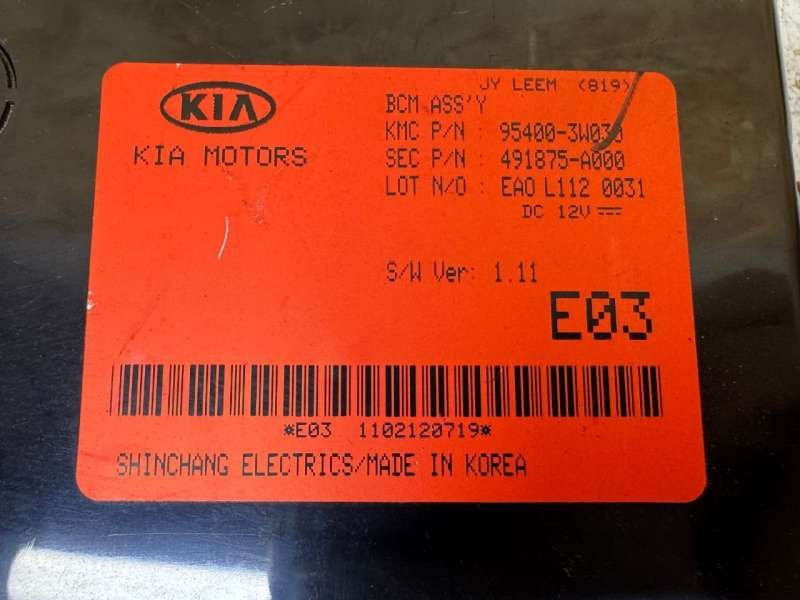 JY LEEM (819)
KIA
KIA MOTORS
BCM ASS'Y
KMC P/N : 95400-3W030
SEC P/N : 491875-A000
LOT N/O : EAO L112 0031
DC 12V
S/W Ver: 1.11
E03
*E03 1102120719*
SHINCHANG ELECTRICS/MADE IN KOREA